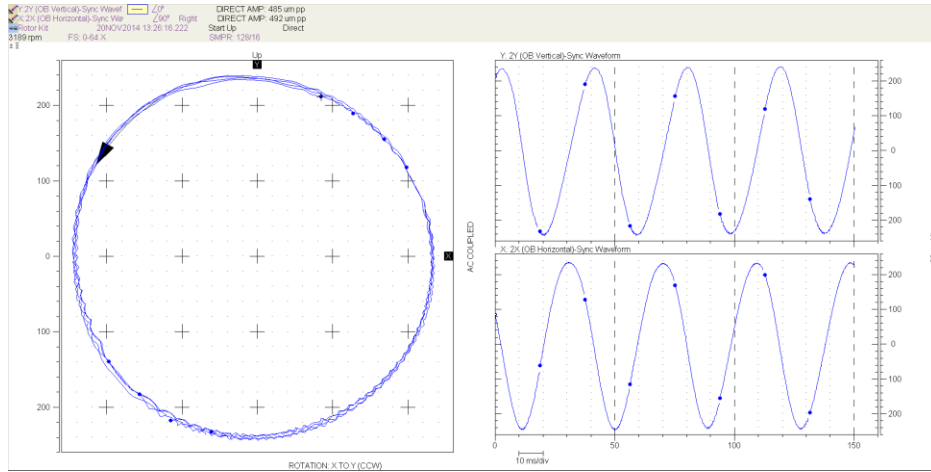 Y:2Y (OB Vertical)-Sync Wavef ∠0° DIRECT AMP: 485 um pp
X:2X (OB Horizontal)-Sync Wav ∠90° Right DIRECT AMP: 492 um pp
Rotor Kit 20NOV2014 13:26:16.222 Start Up Direct
3189 rpm FS: 0-64 X SMPR: 128/16
Up
Y
200
100
0
100
200
X
ROTATION: X TO Y (CCW)
AC COUPLED
Y: 2Y (OB Vertical)-Sync Waveform
200
100
0
100
200
X: 2X (OB Horizontal)-Sync Waveform
200
100
0
100
200
0 50 100 150
10 ms/div